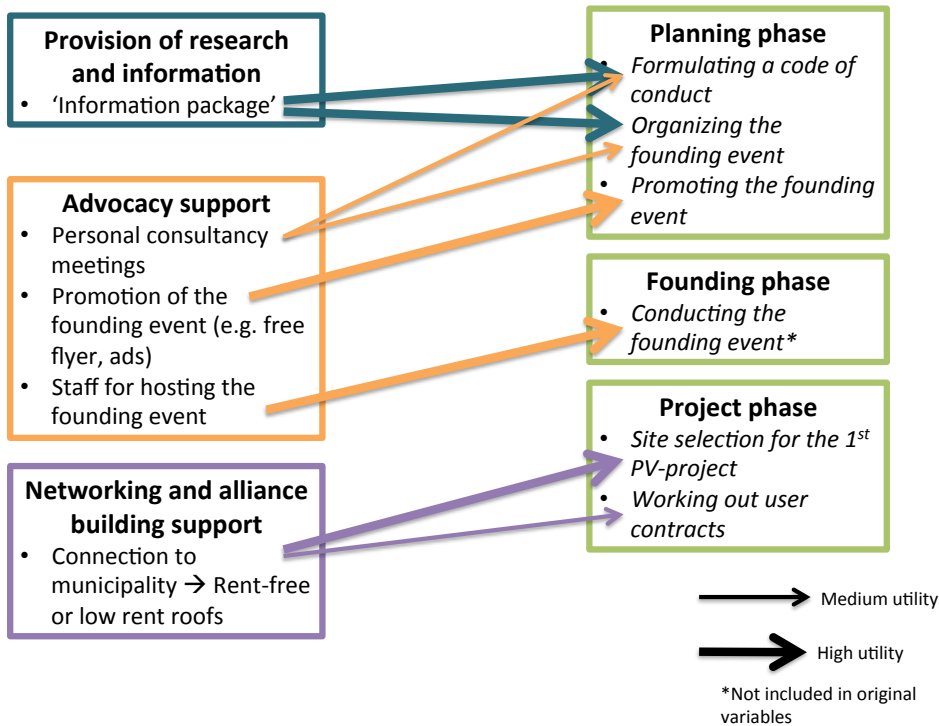 Provision of research
and information
• ‘Information package’
Advocacy support
• Personal consultancy
meetings
• Promotion of the
founding event (e.g. free
flyer, ads)
• Staff for hosting the
founding event
Networking and alliance
building support
• Connection to
municipality → Rent-free
or low rent roofs
Planning phase
• Formulating a code of
conduct
• Organizing the
founding event
• Promoting the founding
event
Founding phase
• Conducting the
founding event*
Project phase
• Site selection for the 1st
PV-project
• Working out user
contracts
Medium utility
High utility
*Not included in original
variables